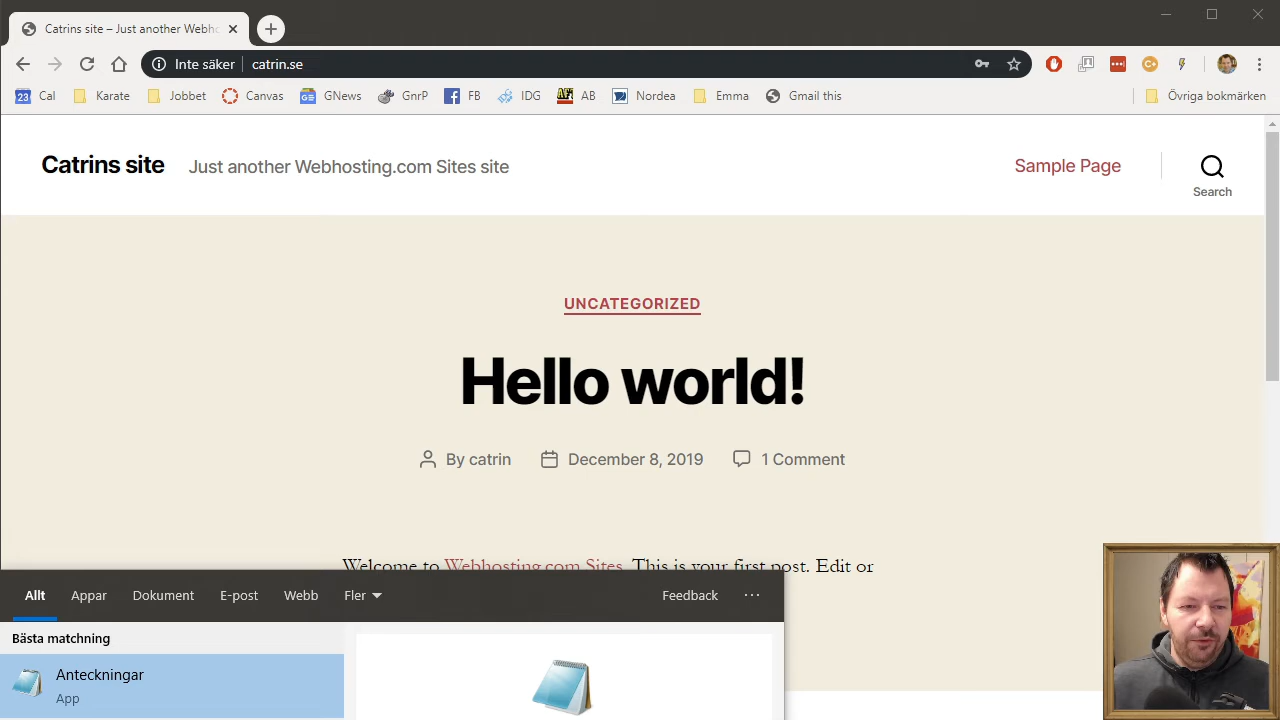 Catrins site – Just another Webho
Inte säker catrin.se
23 Cal Karate Jobbet Canvas GNews GnrP FB IDG AB Nordea Emma Gmail this Övriga bokmärken
Catrins site Just another Webhosting.com Sites site Sample Page
Search
UNCATEGORIZED
Hello world!
By catrin December 8, 2019 1 Comment
Welcome to Webhosting.com Sites. This is your first post. Edit or
Allt Appar Dokument E-post Webb Fler Feedback ...
Bästa matchning
Anteckningar
App